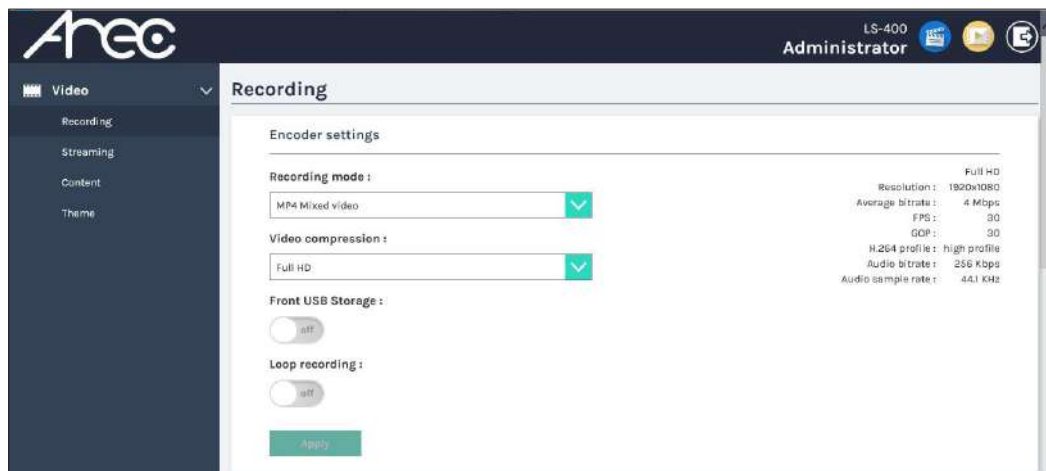 Arec
LS-400
Administrator
Video
Recording
Streaming
Content
Theme
Recording
Encoder settings
Recording mode :
MP4 Mixed video
Video compression :
Full HD
Front USB Storage :
off
Loop recording :
off
Apply
Full HD
Resolution : 1920x1080
Average bitrate : 4 Mbps
FPS : 30
GOP : 30
H.264 profile : high profile
Audio bitrate : 256 Kbps
Audio sample rate : 44.1 KHz